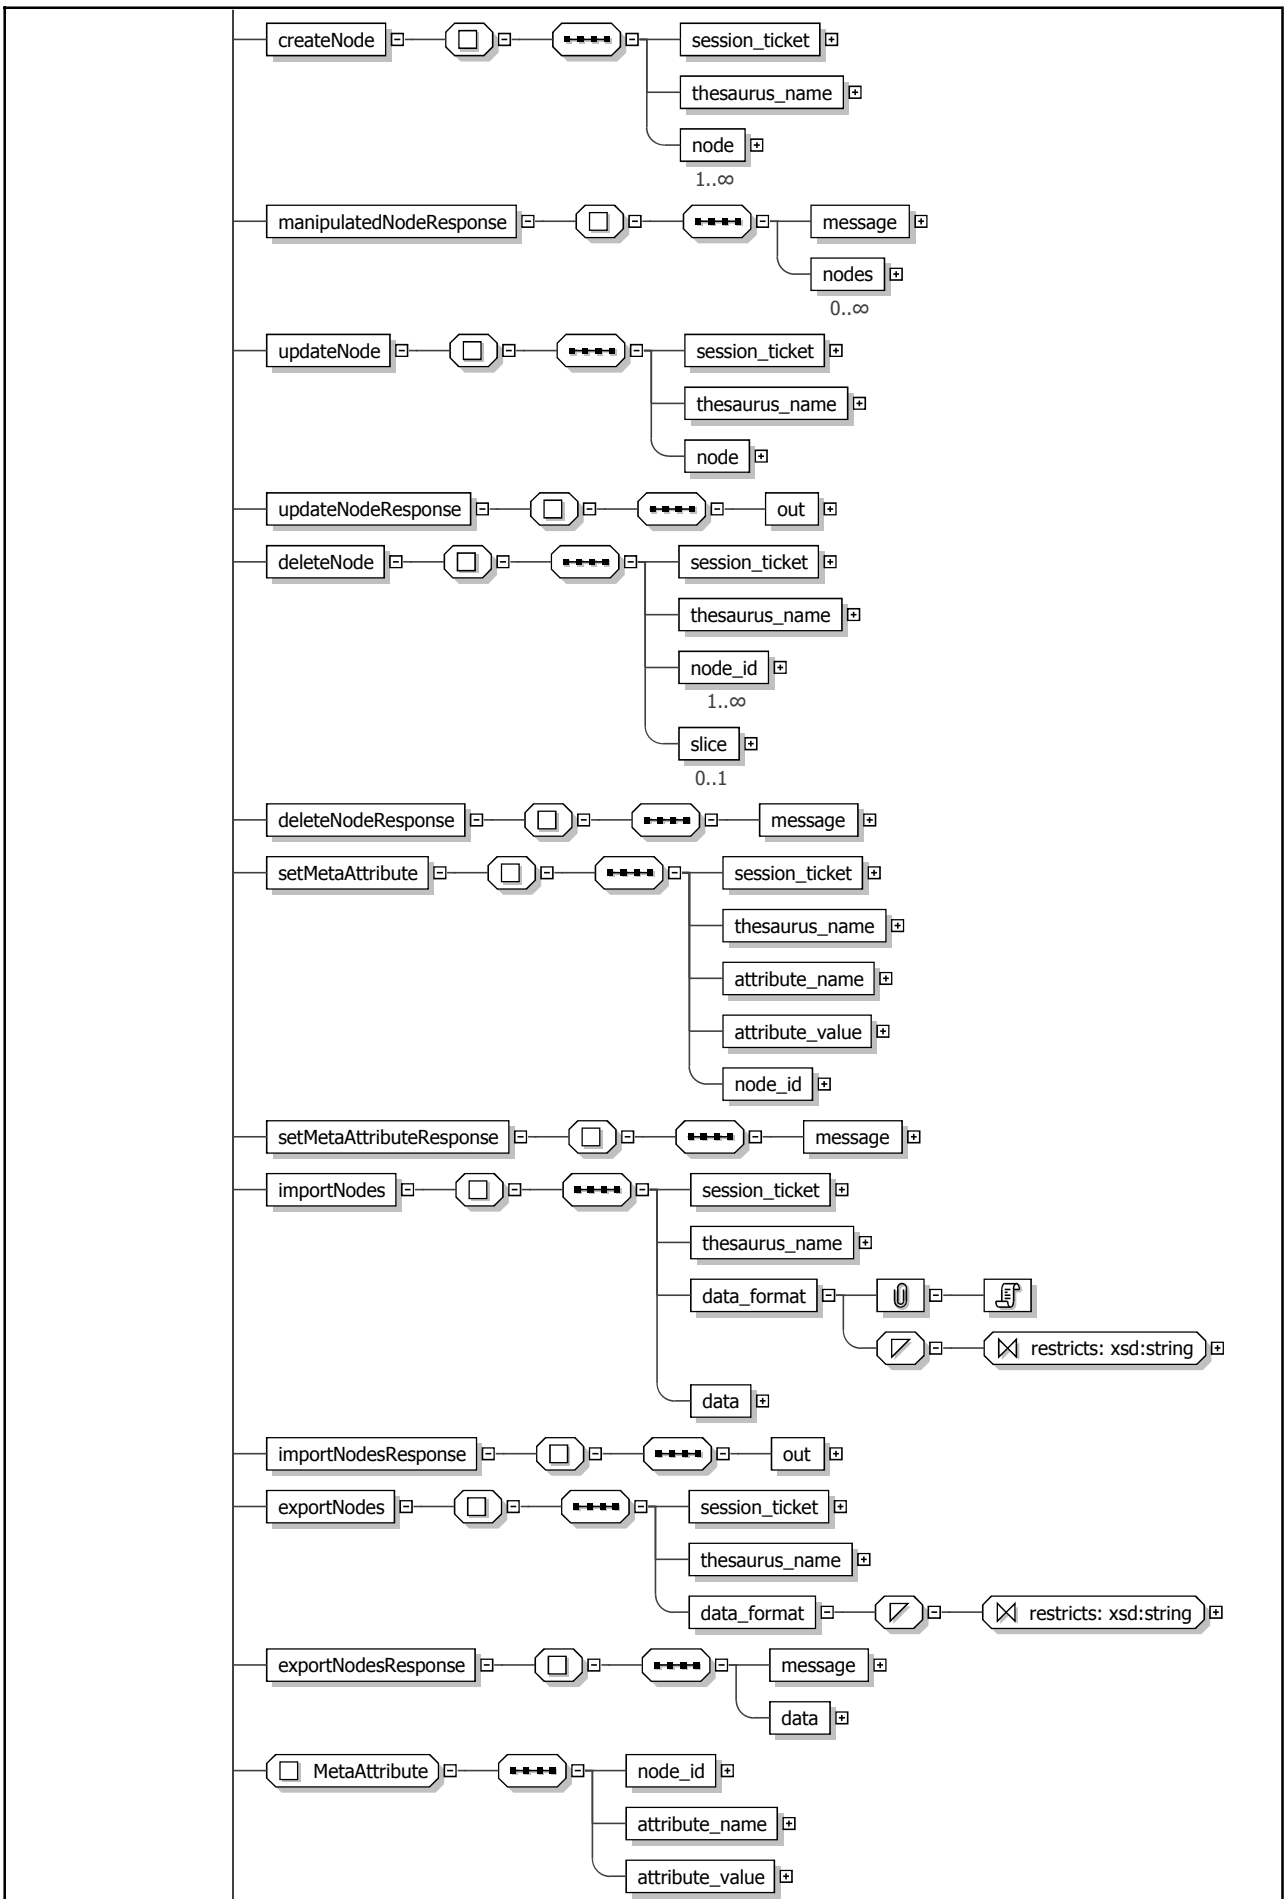 createNode
session_ticket
thesaurus_name
node
1..∞
manipulatedNodeResponse
message
nodes
0..∞
updateNode
session_ticket
thesaurus_name
node
updateNodeResponse
out
deleteNode
session_ticket
thesaurus_name
node_id
1..∞
slice
0..1
deleteNodeResponse
message
setMetaAttribute
session_ticket
thesaurus_name
attribute_name
attribute_value
node_id
setMetaAttributeResponse
message
importNodes
session_ticket
thesaurus_name
data_format
restricts: xsd:string
data
importNodesResponse
out
exportNodes
session_ticket
thesaurus_name
data_format
restricts: xsd:string
exportNodesResponse
message
data
MetaAttribute
node_id
attribute_name
attribute_value